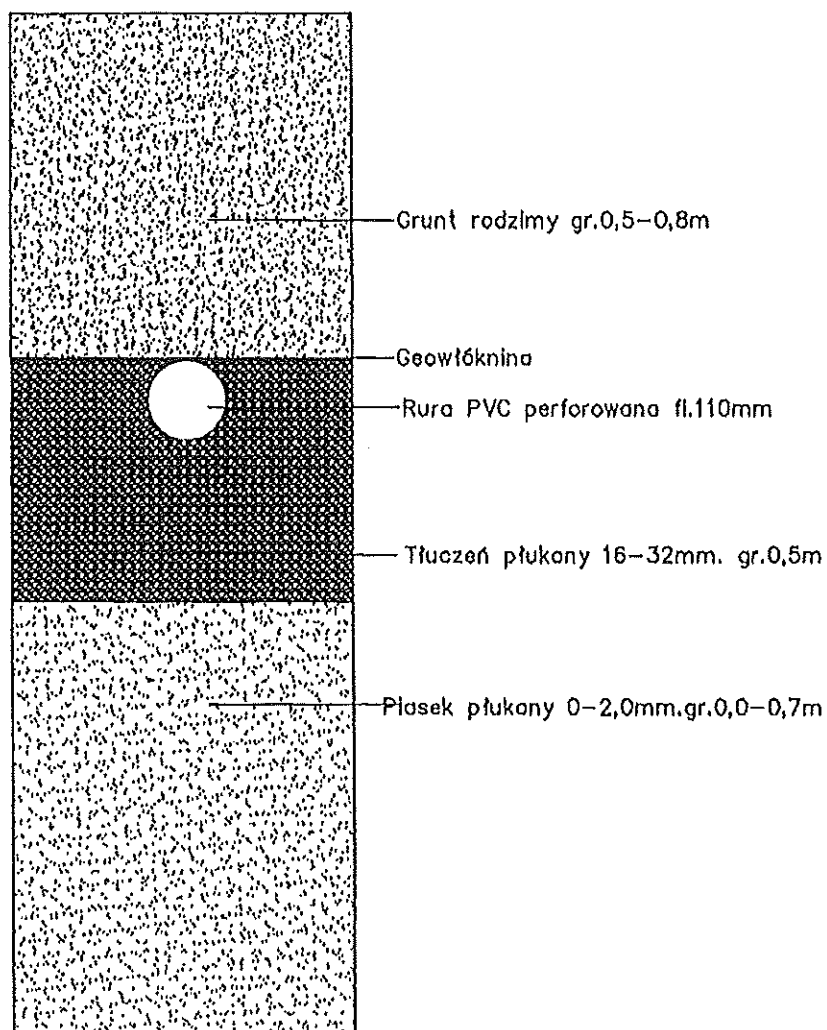 Grunt rodzimy gr.0,5-0,8m
Geowłóknina
Rura PVC perforowana fi.110mm
Tłuczeń płukany 16-32mm. gr.0,5m
Piasek płukany 0-2,0mm.gr.0,0-0,7m